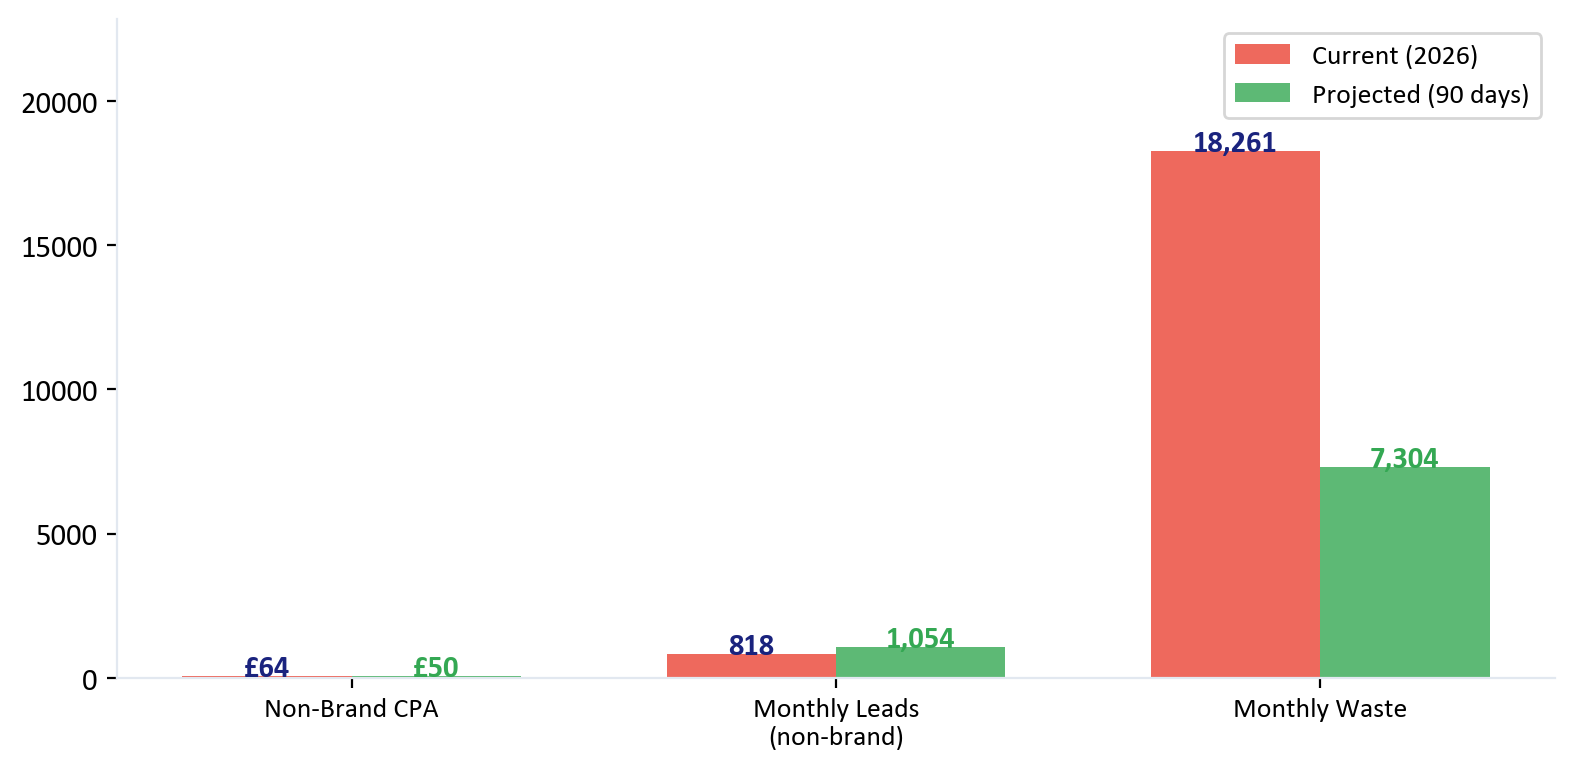 Current (2026)
Projected (90 days)
20000
15000
10000
5000
0
18,261
7,304
818
1,054
£64
£50
Non-Brand CPA
Monthly Leads
(non-brand)
Monthly Waste